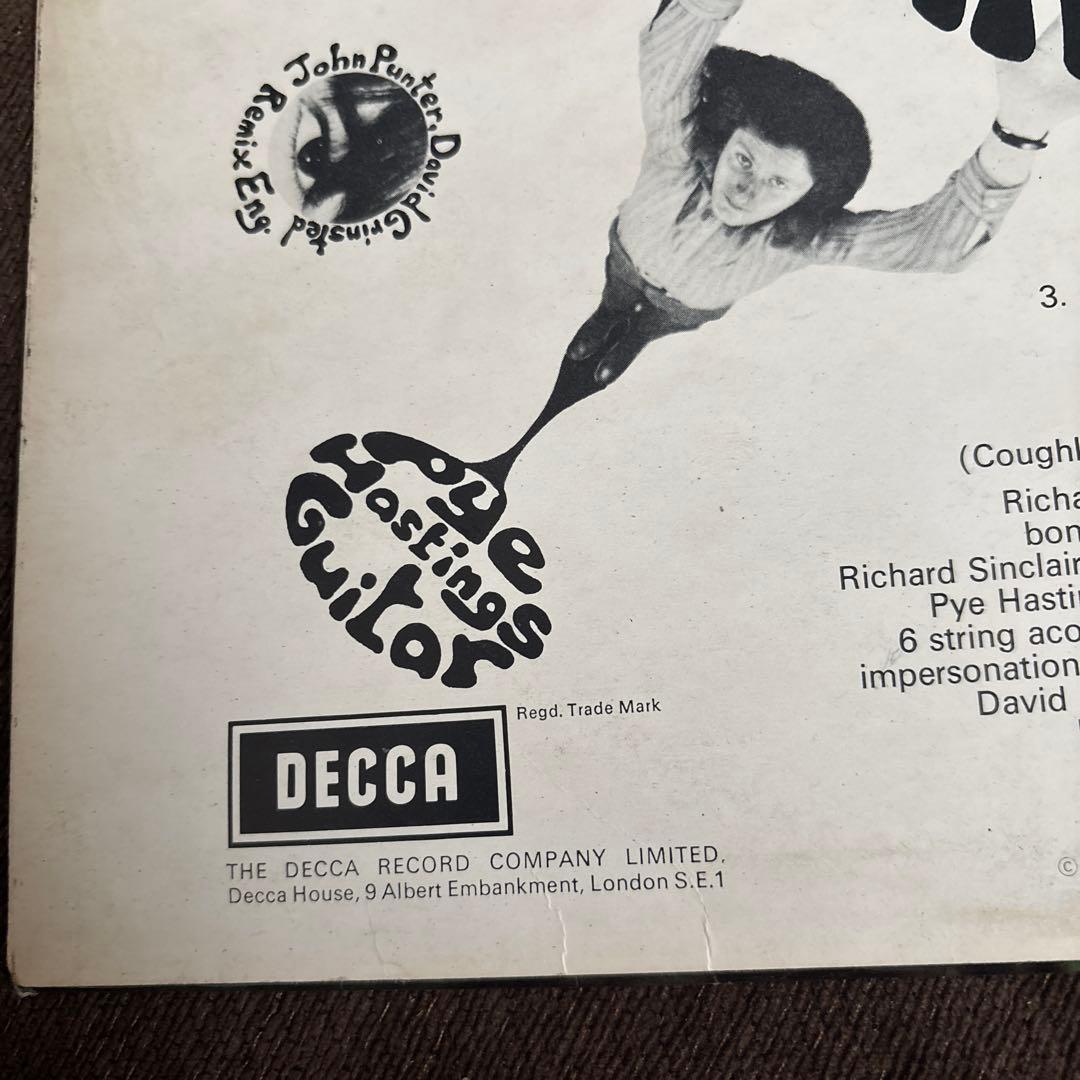 John Punter, David Grinsted
Remix Eng.
3.
Pye
Hastings
Guitar
(Coughl
Richa
bon
Richard Sinclair
Pye Hasti
6 string aco
impersonation
David
Regd. Trade Mark
DECCA
THE DECCA RECORD COMPANY LIMITED,
Decca House, 9 Albert Embankment, London S.E.1
©